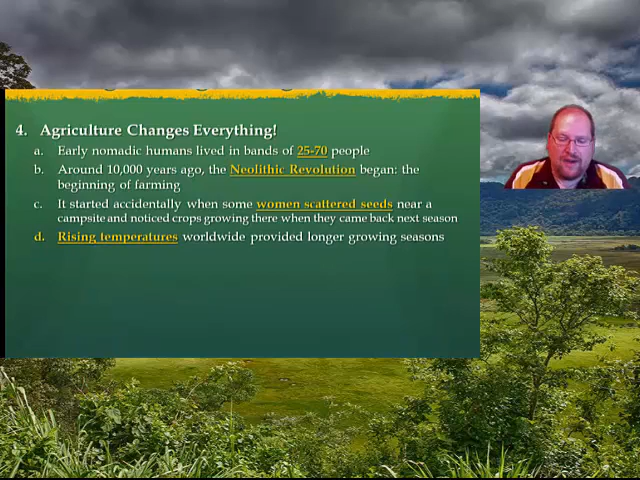 4. Agriculture Changes Everything!
a. Early nomadic humans lived in bands of 25-70 people
b. Around 10,000 years ago, the Neolithic Revolution began: the
beginning of farming
c. It started accidentally when some women scattered seeds near a
campsite and noticed crops growing there when they came back next season
d. Rising temperatures worldwide provided longer growing seasons